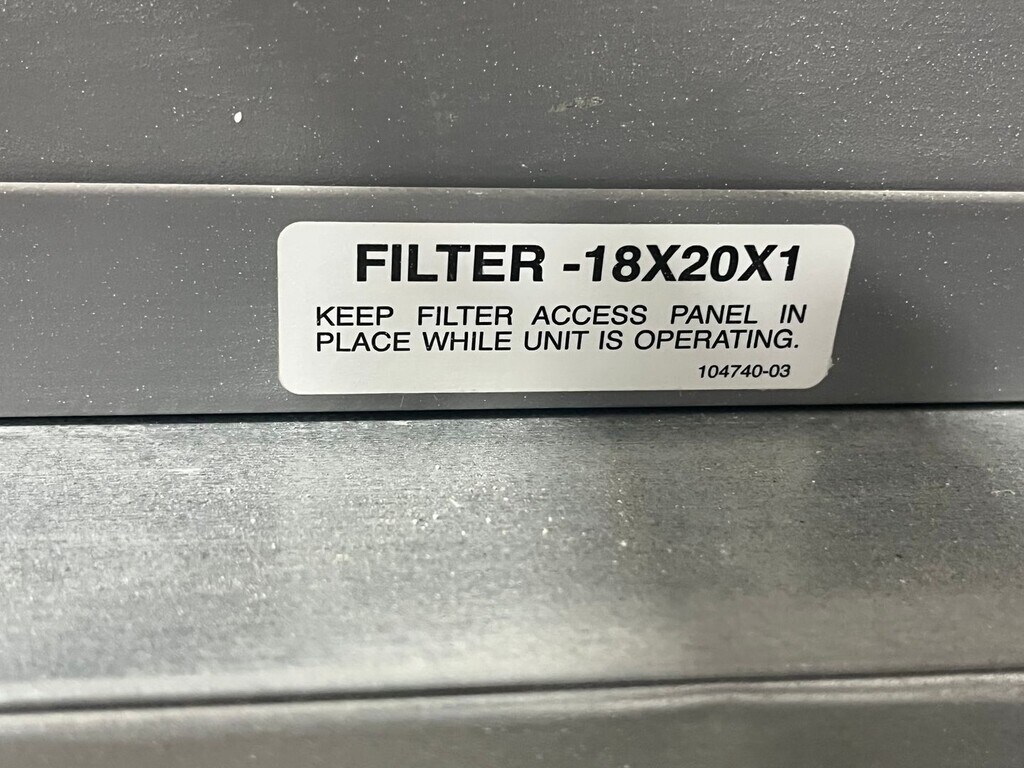 FILTER -18X20X1
KEEP FILTER ACCESS PANEL IN
PLACE WHILE UNIT IS OPERATING.
104740-03